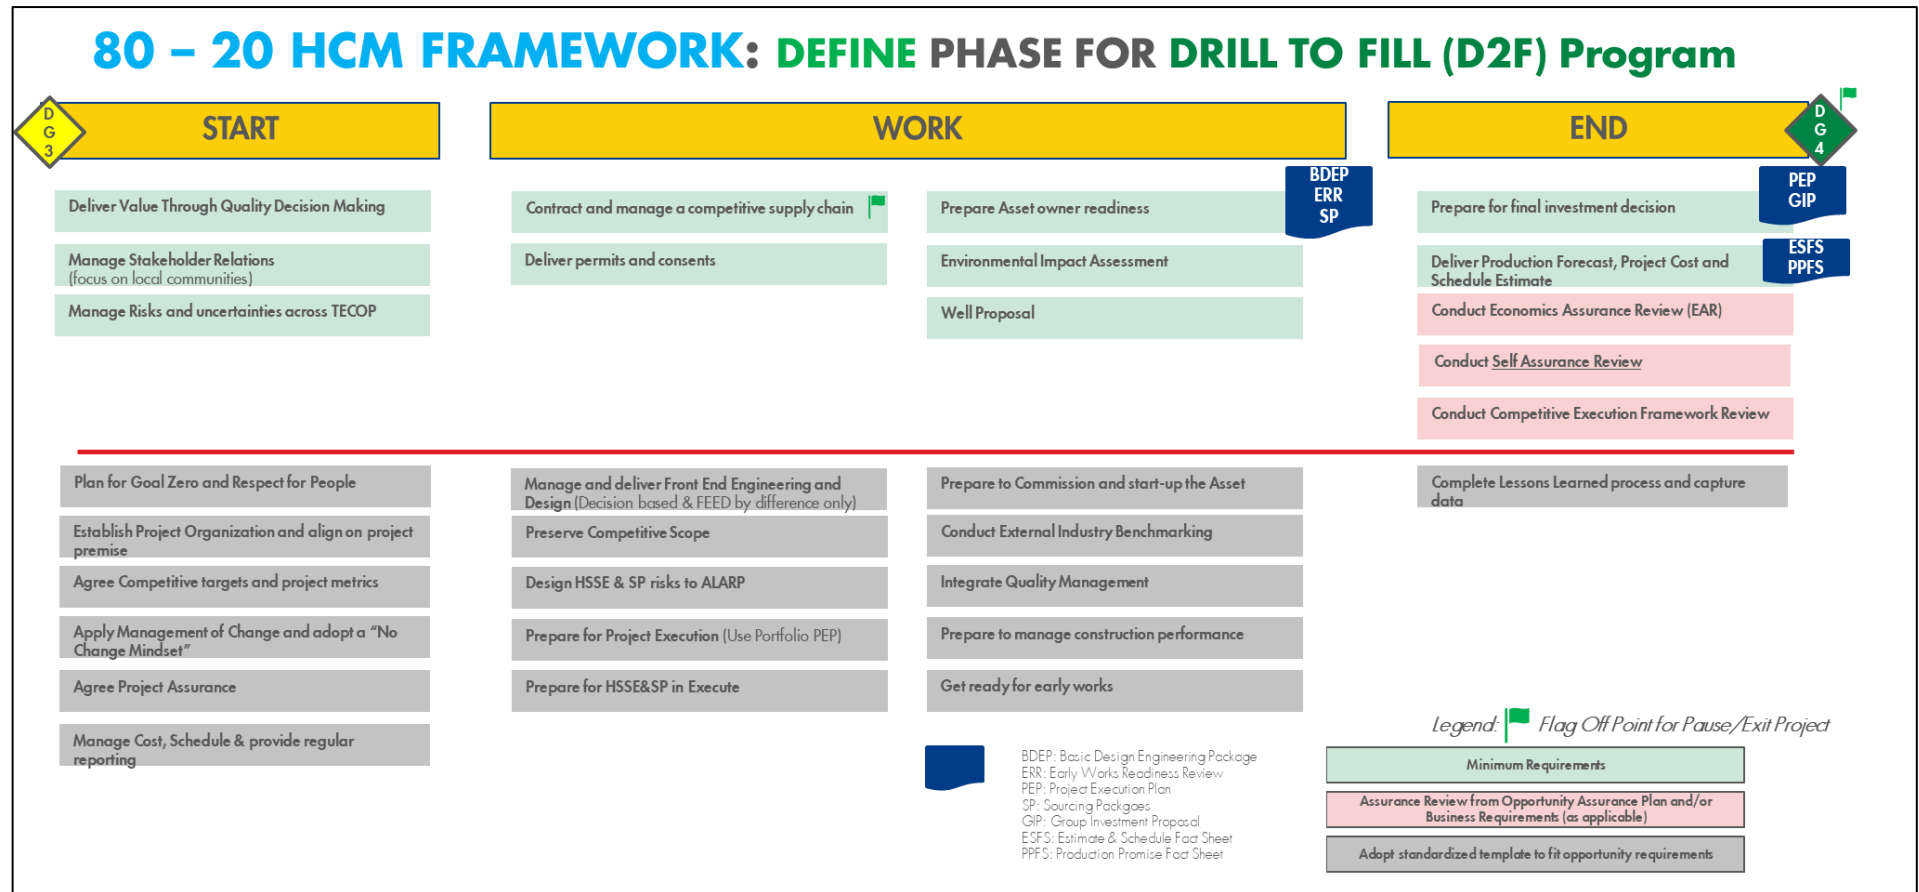 80 – 20 HCM FRAMEWORK: DEFINE PHASE FOR DRILL TO FILL (D2F) Program
D
G
3
START
WORK
END
D
G
4
Deliver Value Through Quality Decision Making
Manage Stakeholder Relations
(focus on local communities)
Manage Risks and uncertainties across TECOP
Contract and manage a competitive supply chain
Deliver permits and consents
Prepare Asset owner readiness
Environmental Impact Assessment
Well Proposal
BDEP
ERR
SP
Prepare for final investment decision
Deliver Production Forecast, Project Cost and
Schedule Estimate
Conduct Economics Assurance Review (EAR)
Conduct Self Assurance Review
Conduct Competitive Execution Framework Review
PEP
GIP
ESFS
PPFS
Plan for Goal Zero and Respect for People
Establish Project Organization and align on project
premise
Agree Competitive targets and project metrics
Apply Management of Change and adopt a “No
Change Mindset”
Agree Project Assurance
Manage Cost, Schedule & provide regular
reporting
Manage and deliver Front End Engineering and
Design (Decision based & FEED by difference only)
Preserve Competitive Scope
Design HSSE & SP risks to ALARP
Prepare for Project Execution (Use Portfolio PEP)
Prepare for HSSE&SP in Execute
Prepare to Commission and start-up the Asset
Conduct External Industry Benchmarking
Integrate Quality Management
Prepare to manage construction performance
Get ready for early works
Complete Lessons Learned process and capture
data
BDEP: Basic Design Engineering Package
ERR: Early Works Readiness Review
PEP: Project Execution Plan
SP: Sourcing Packgaes
GIP: Group Investment Proposal
ESFS: Estimate & Schedule Fact Sheet
PPFS: Production Promise Fact Sheet
Legend: Flag Off Point for Pause/Exit Project
Minimum Requirements
Assurance Review from Opportunity Assurance Plan and/or
Business Requirements (as applicable)
Adopt standardized template to fit opportunity requirements